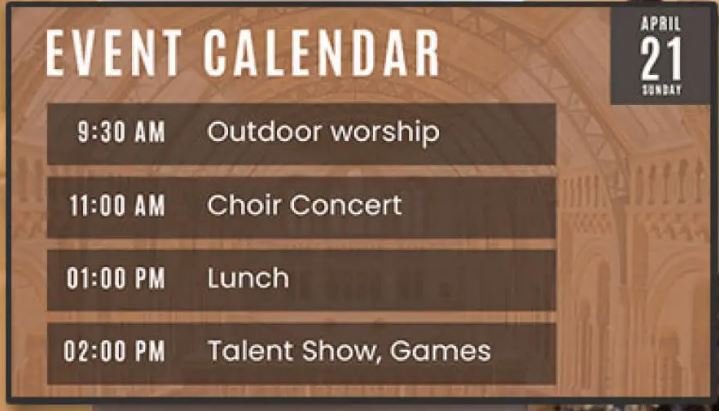 EVENT CALENDAR
APRIL
21
SUNDAY
9:30 AM Outdoor worship
11:00 AM Choir Concert
01:00 PM Lunch
02:00 PM Talent Show, Games